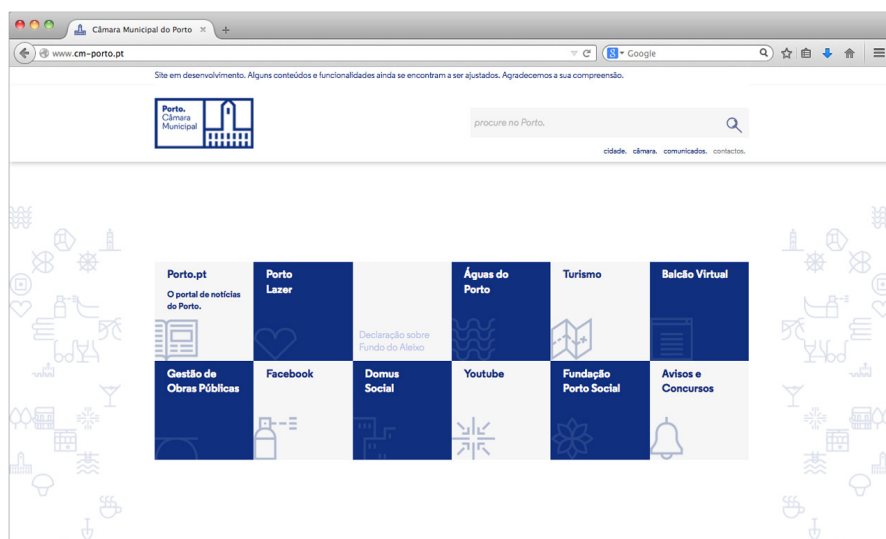 Câmara Municipal do Porto
www.cm-porto.pt
Google
Site em desenvolvimento. Alguns conteúdos e funcionalidades ainda se encontram a ser ajustados. Agradecemos a sua compreensão.
Porto.
Câmara
Municipal
procure no Porto.
cidade. câmara. comunicados. contactos.
Porto.pt
O portal de notícias
do Porto.
Porto
Lazer
Declaração sobre
Fundo do Aleixo
Águas do
Porto
Turismo
Balcão Virtual
Gestão de
Obras Públicas
Facebook
Domus
Social
Youtube
Fundação
Porto Social
Avisos e
Concursos